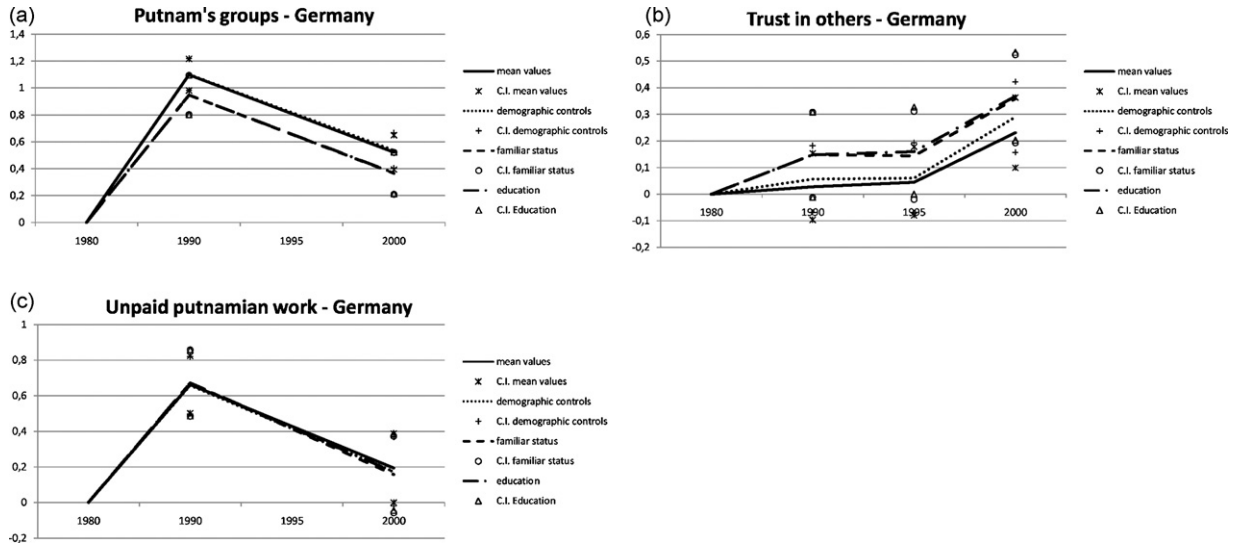 (a)
Putnam's groups - Germany
1,4
1,2
1
0,8
0,6
0,4
0,2
0
1980 1990 1995 2000
mean values
C.I. mean values
demographic controls
C.I. demographic controls
familiar status
C.I. familiar status
education
C.I. Education
(b)
Trust in others - Germany
0,6
0,5
0,4
0,3
0,2
0,1
0
-0,1
-0,2
1980 1990 1995 2000
mean values
C.I. mean values
demographic controls
C.I. demographic controls
familiar status
C.I. familiar status
education
C.I. Education
(c)
Unpaid putnamian work - Germany
1
0,8
0,6
0,4
0,2
0
-0,2
1980 1990 1995 2000
mean values
C.I. mean values
demographic controls
C.I. demographic controls
familiar status
C.I. familiar status
education
C.I. Education